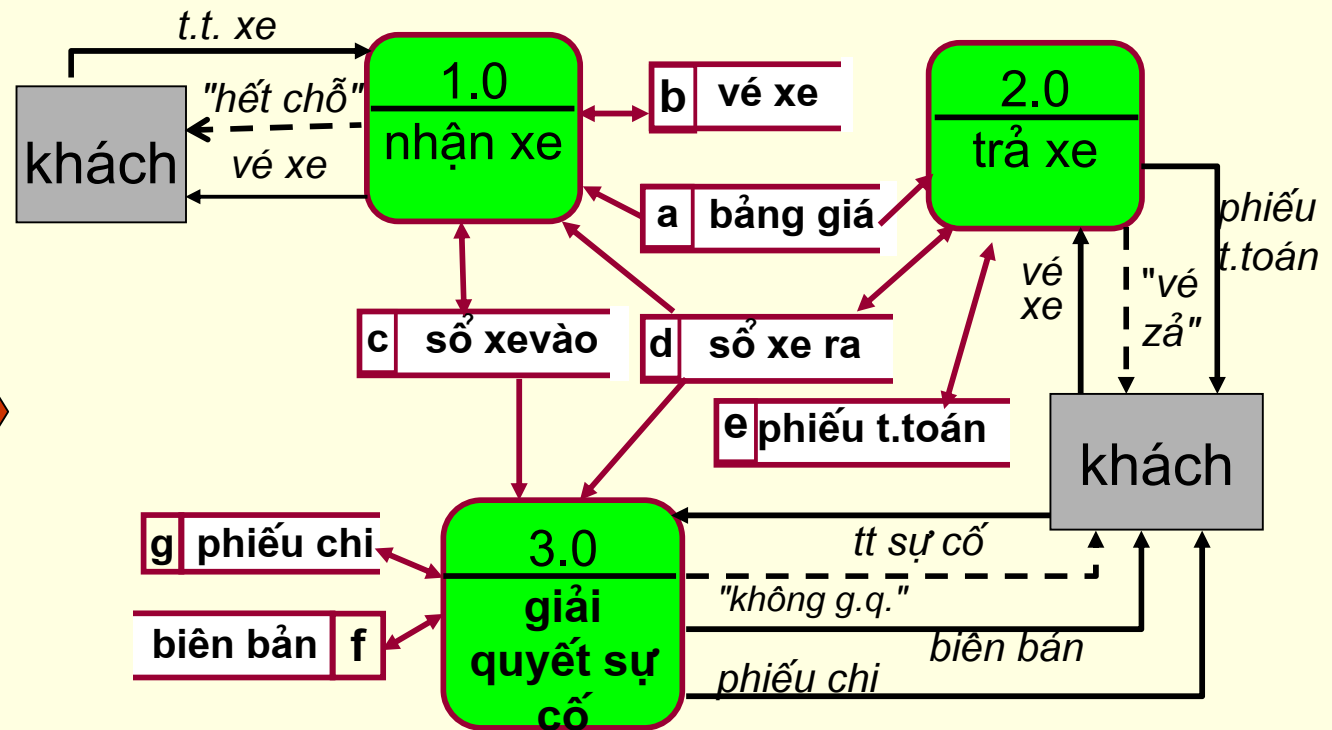 t.t. xe
"hết chỗ"
khách
vé xe
1.0
nhận xe
b vé xe
a bảng giá
2.0
trả xe
phiếu
t.toán
vé
xe
"vé
zả"
c sổ xevào
d sổ xe ra
e phiếu t.toán
khách
g phiếu chi
biên bản f
3.0
giải
quyết sự
cố
tt sự cố
"không g.q."
biên bán
phiếu chi